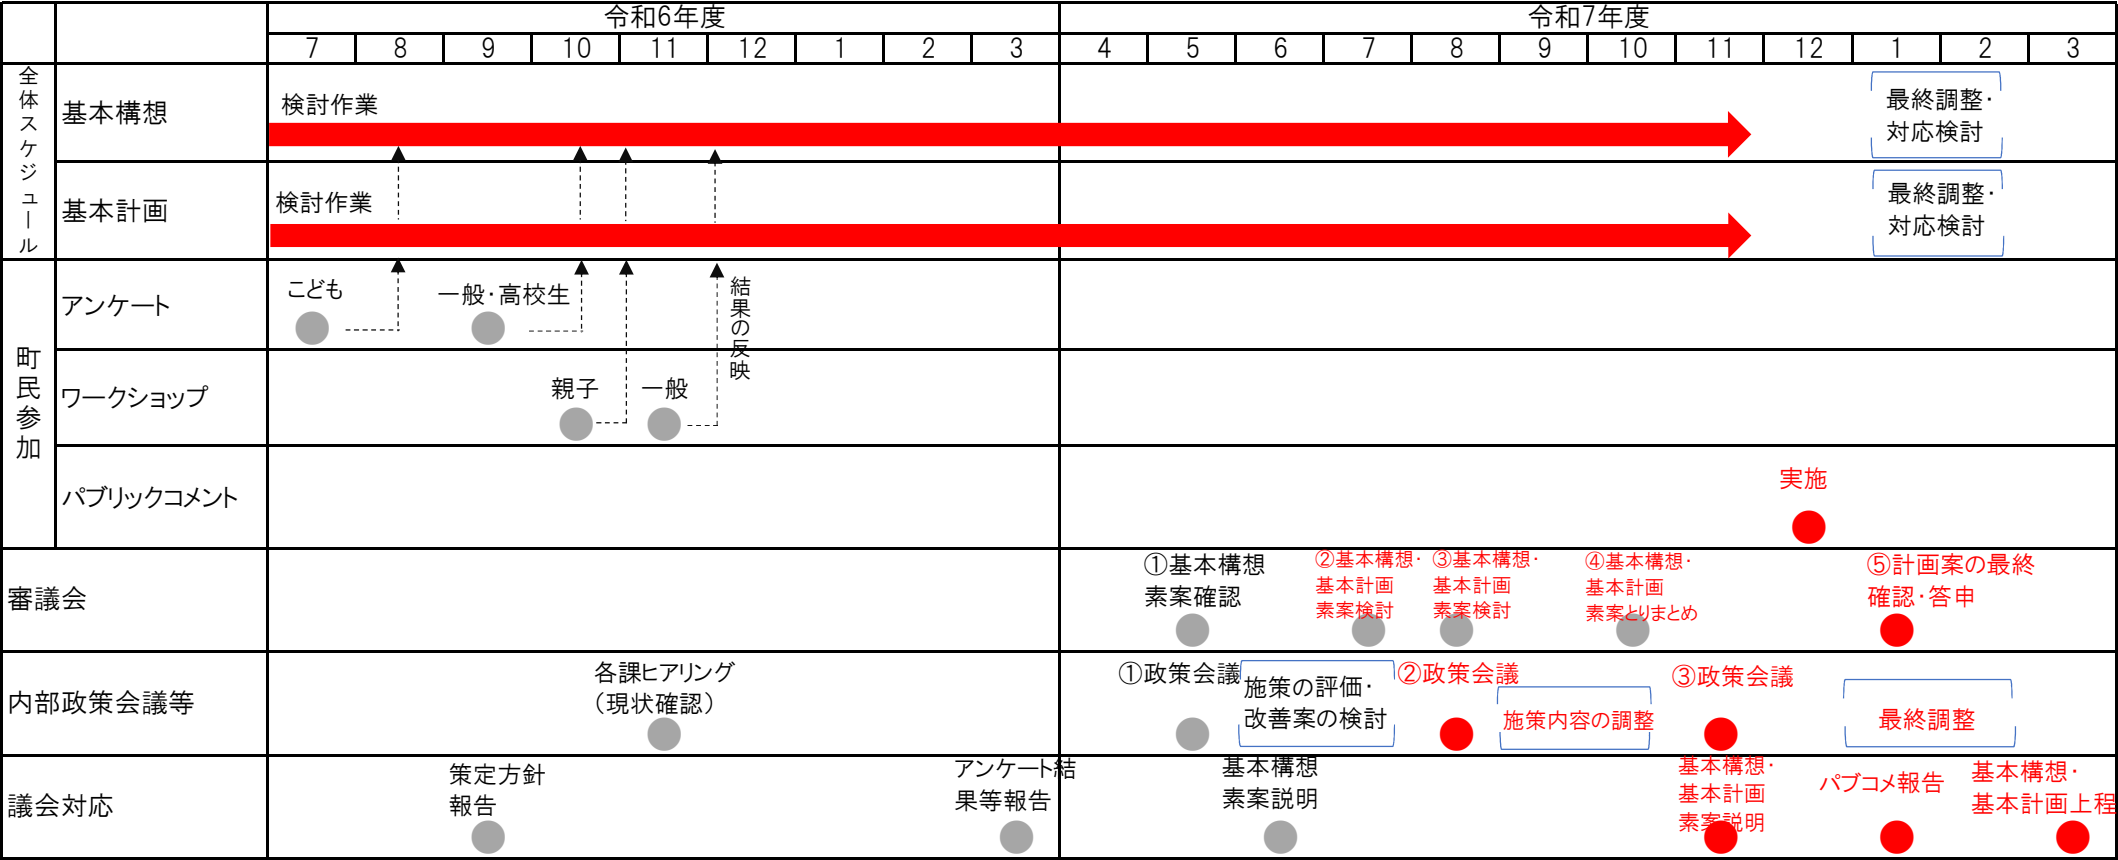 令和6年度
令和7年度
7 8 9 10 11 12 1 2 3 4 5 6 7 8 9 10 11 12 1 2 3
全体スケジュール
基本構想
検討作業
最終調整・
対応検討
基本計画
検討作業
最終調整・
対応検討
町民参加
アンケート
こども
一般・高校生
結果の反映
ワークショップ
親子
一般
パブリックコメント
実施
審議会
①基本構想
素案確認
②基本構想・
基本計画
素案検討
③基本構想・
基本計画
素案検討
④基本構想・
基本計画
素案とりまとめ
⑤計画案の最終
確認・答申
内部政策会議等
各課ヒアリング
(現状確認)
①政策会議
施策の評価・
改善案の検討
②政策会議
施策内容の調整
③政策会議
最終調整
議会対応
策定方針
報告
アンケート結
果等報告
基本構想
素案説明
基本構想・
基本計画
素案説明
パブコメ報告
基本構想・
基本計画上程